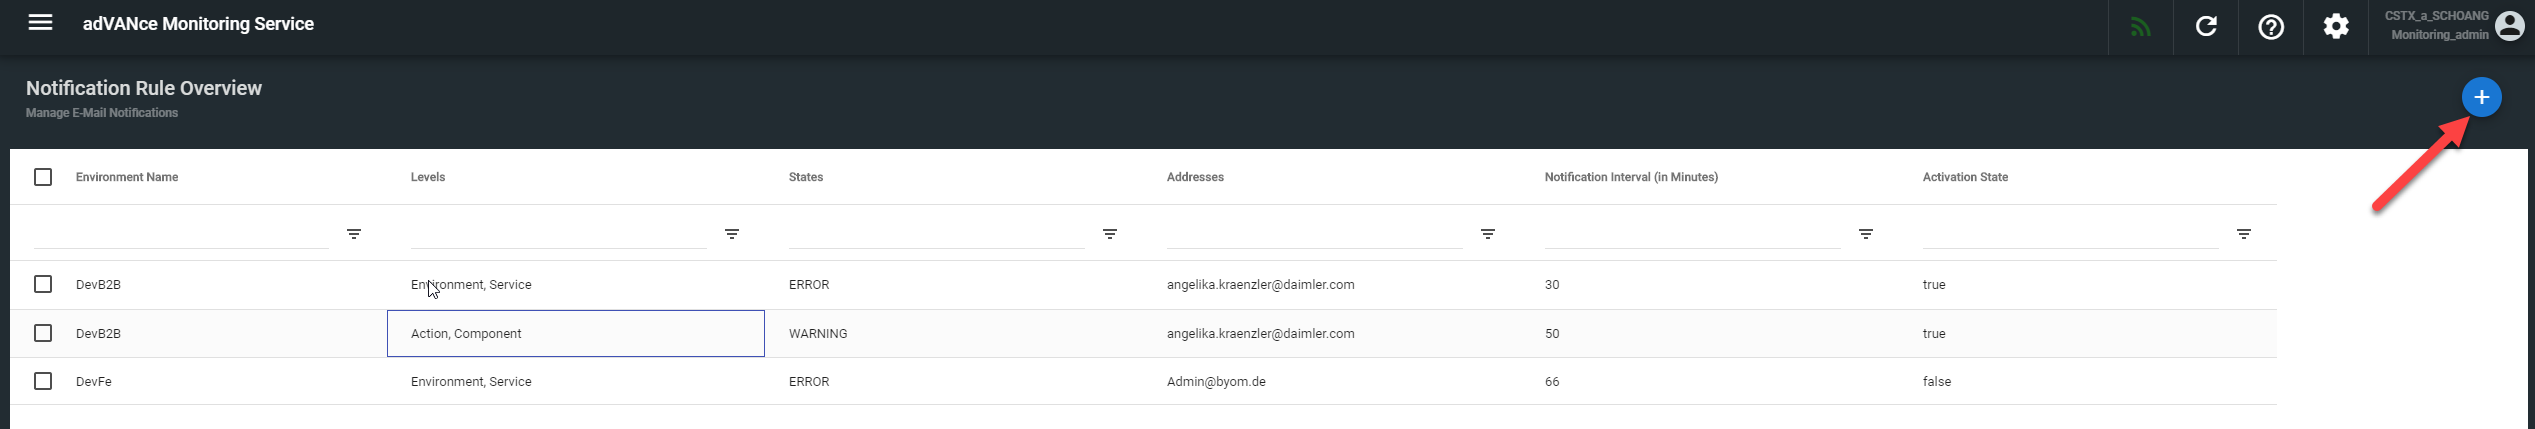 adVANce Monitoring Service
CSTX_a_SCHOANG
Monitoring_admin
Notification Rule Overview
Manage E-Mail Notifications
Environment Name Levels States Addresses Notification Interval (in Minutes) Activation State
DevB2B Environment, Service ERROR angelika.kraenzler@daimler.com 30 true
DevB2B Action, Component WARNING angelika.kraenzler@daimler.com 50 true
DevFe Environment, Service ERROR Admin@byom.de 66 false